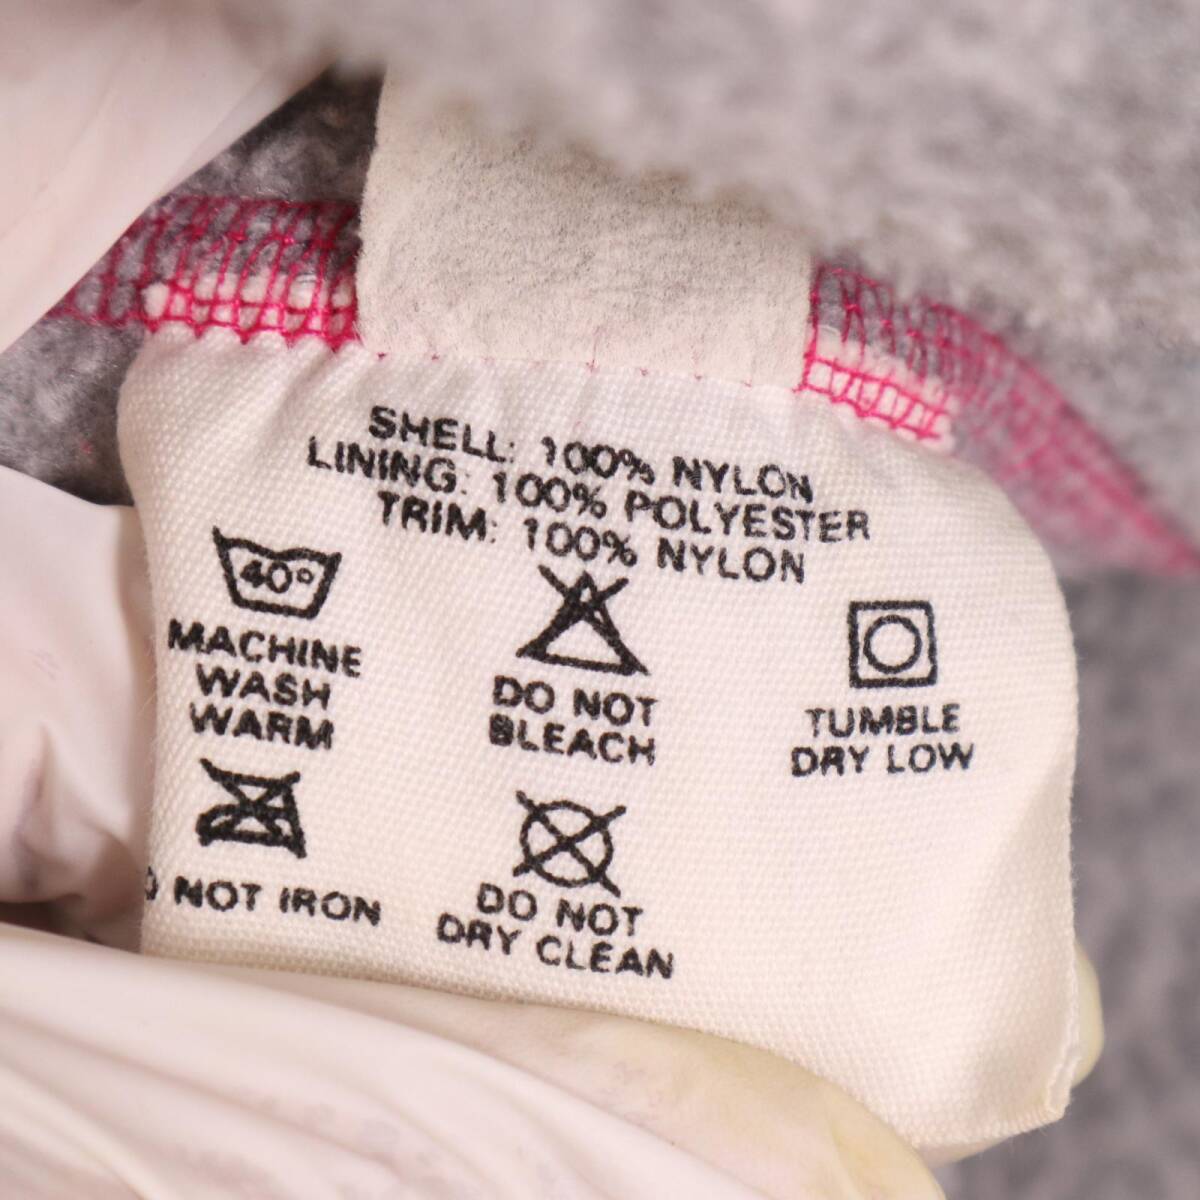 SHELL: 100% NYLON
LINING: 100% POLYESTER
TRIM: 100% NYLON
40°
MACHINE
WASH
WARM
DO NOT
BLEACH
TUMBLE
DRY LOW
O NOT IRON
DO NOT
DRY CLEAN